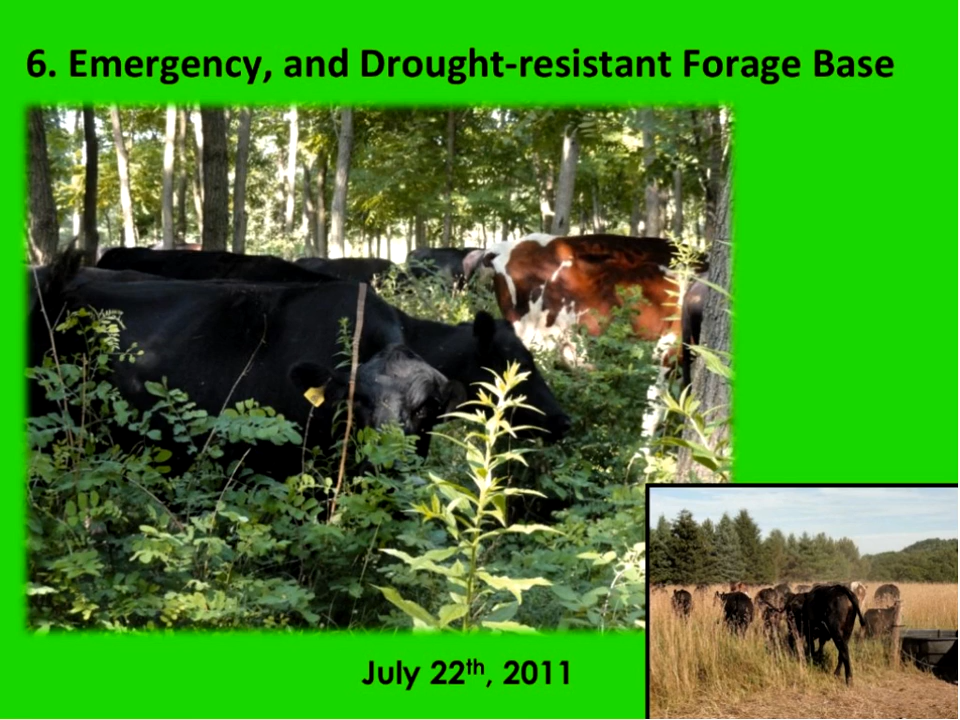 6. Emergency, and Drought-resistant Forage Base
July 22th, 2011